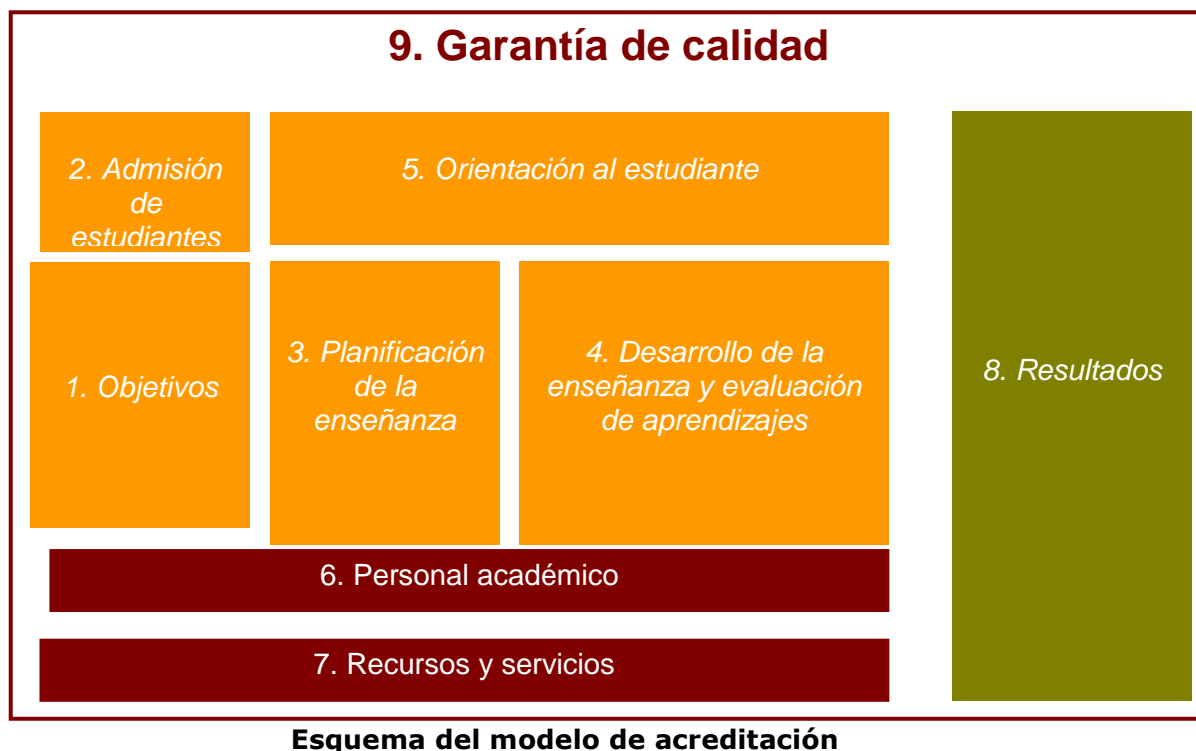 9. Garantía de calidad
2. Admisión
de
estudiantes
5. Orientación al estudiante
1. Objetivos
3. Planificación
de la
enseñanza
4. Desarrollo de la
enseñanza y evaluación
de aprendizajes
8. Resultados
6. Personal académico
7. Recursos y servicios
Esquema del modelo de acreditación